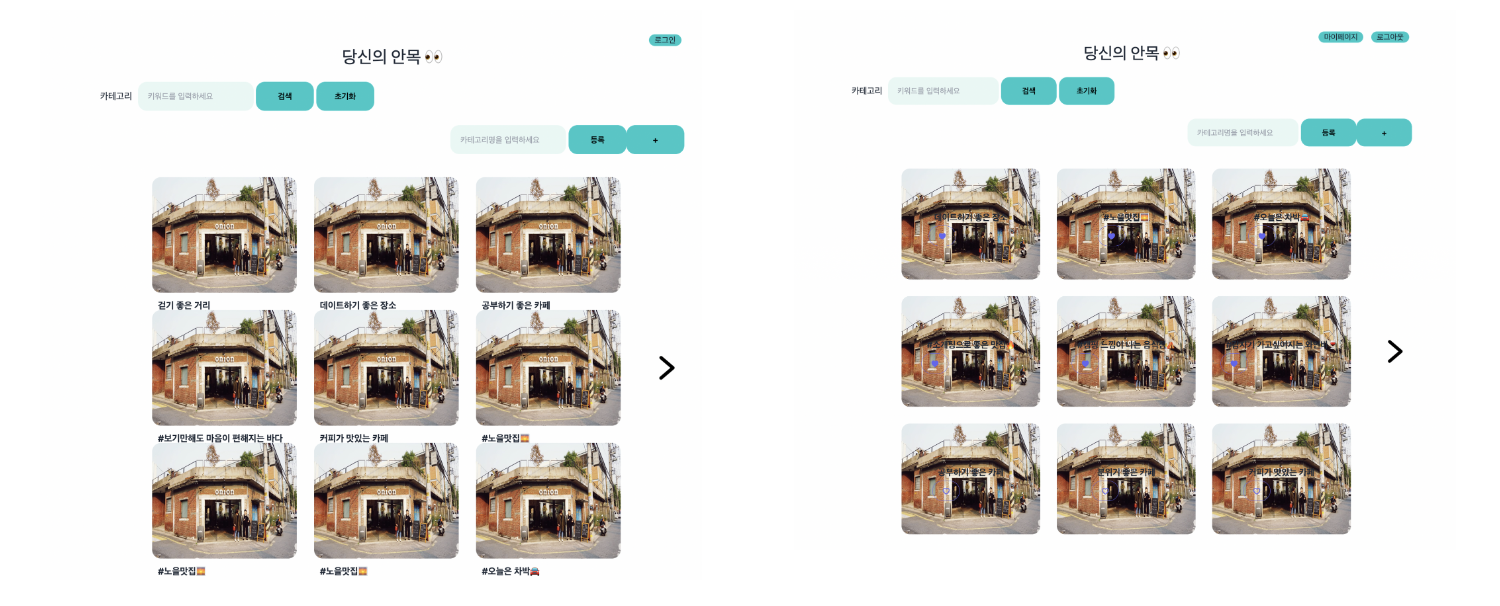 로그인
당신의 안목👀
카테고리 키워드를 입력하세요 검색 초기화
카테고리명을 입력하세요 등록 +
onion onion onion
걷기 좋은 거리 데이트하기 좋은 장소 공부하기 좋은 카페
onion onion onion
#보기만해도 마음이 편해지는 바다 커피가 맛있는 카페 #노을맛집🌇
onion onion onion
#노을맛집🌇 #노을맛집🌇 #오늘은 차박🚘
마이페이지 로그아웃
당신의 안목👀
카테고리 키워드를 입력하세요 검색 초기화
카테고리명을 입력하세요 등록 +
데이트하기 좋은 장소 #노을맛집🌇 #오늘은 차박🚘
좋은 맛집 느낌이 나는 가고싶어지는
공부하기 좋은 카페 분위기 좋은 카페 커피가 맛있는 카페